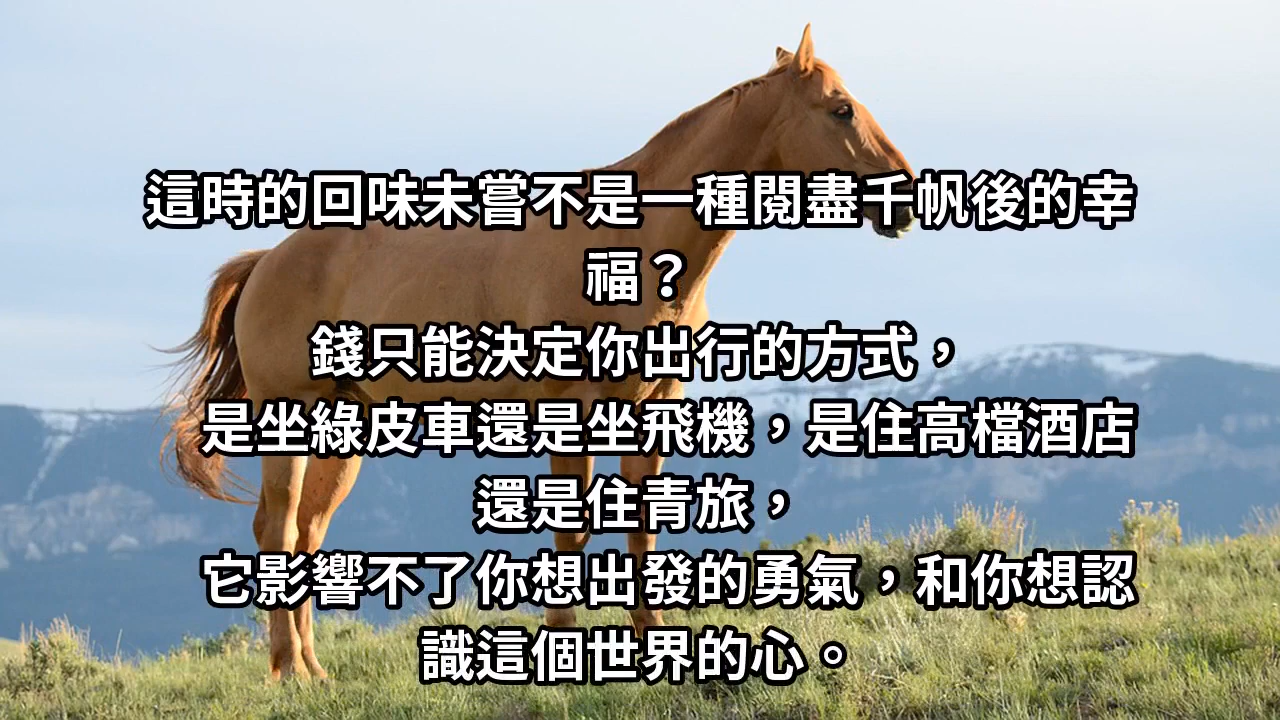 這時的回味未嘗不是一種閱盡千帆後的幸
福？
錢只能決定你出行的方式，
是坐綠皮車還是坐飛機，是住高檔酒店
還是住青旅，
它影響不了你想出發的勇氣，和你想認
識這個世界的心。